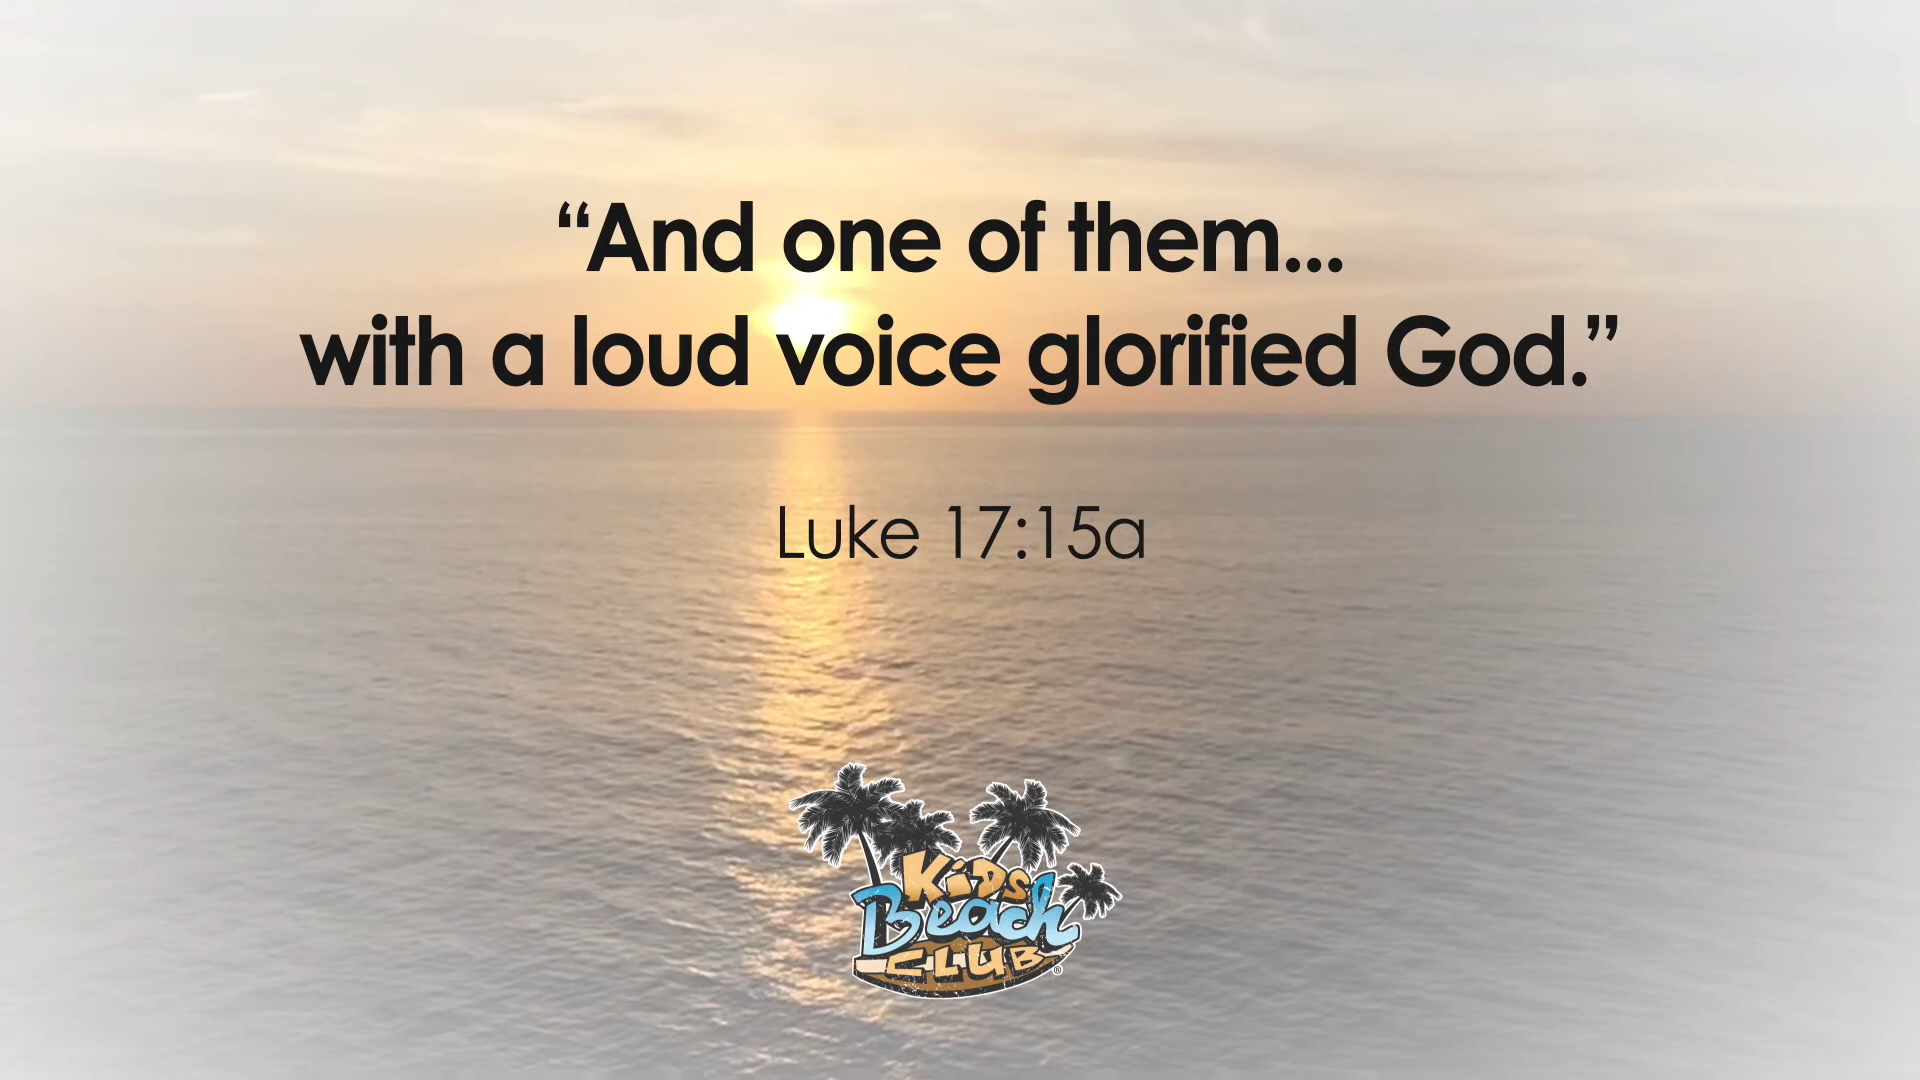 “And one of them...
with a loud voice glorified God.”
Luke 17:15a
KiDS
Beach
CLUB®